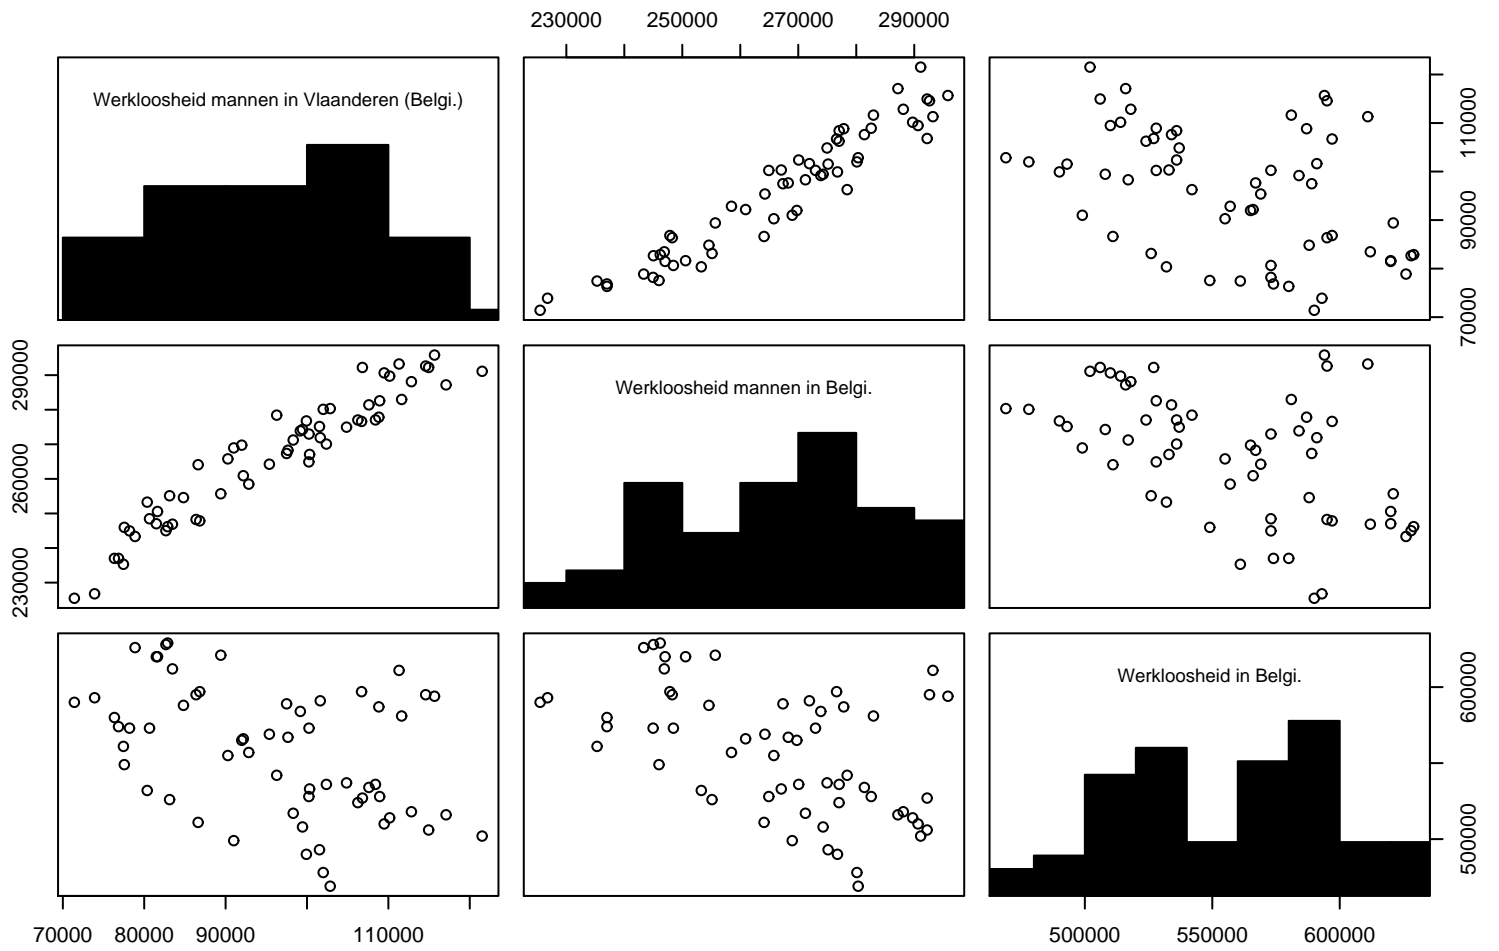 230000 250000 270000 290000
Werkloosheid mannen in Vlaanderen (Belgi.)
70000 90000 110000
230000 260000 290000
Werkloosheid mannen in Belgi.
Werkloosheid in Belgi.
500000 600000
70000 80000 90000 110000
500000 550000 600000